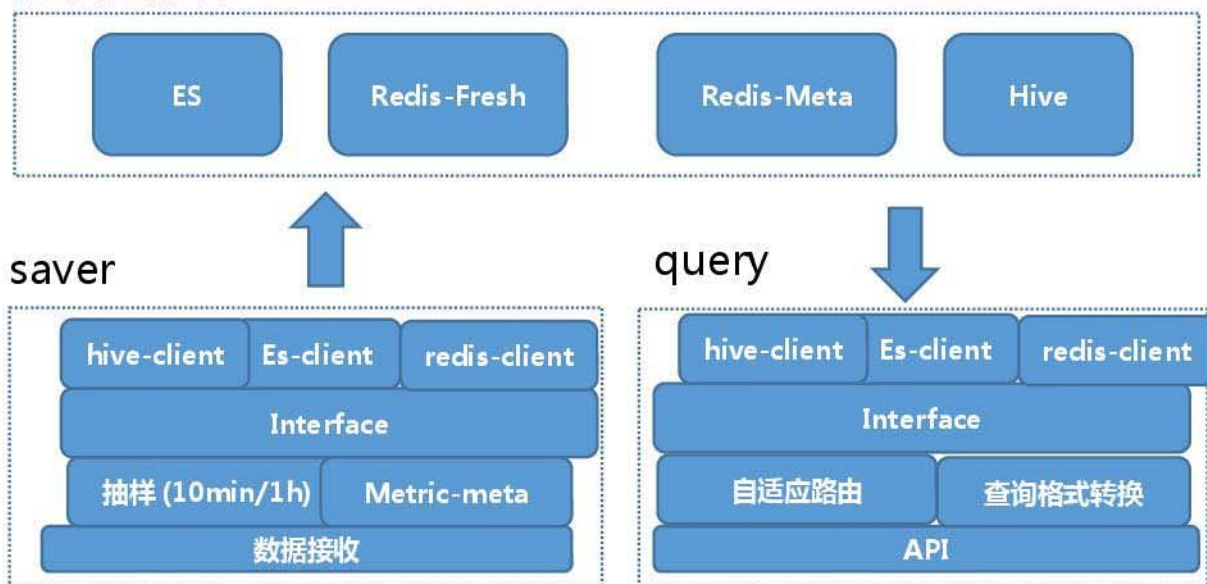 ES
Redis-Fresh
Redis-Meta
Hive
saver
hive-client
Es-client
redis-client
Interface
抽样 (10min/1h)
Metric-meta
数据接收
query
hive-client
Es-client
redis-client
Interface
自适应路由
查询格式转换
API